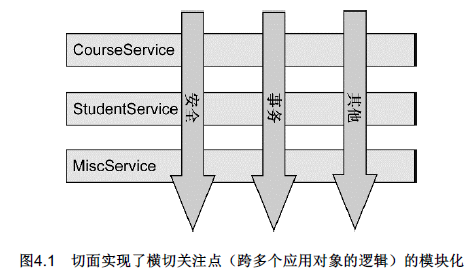 CourseService
StudentService
MiscService
安全
事务
其他
图4.1 切面实现了横切关注点（跨多个应用对象的逻辑）的模块化